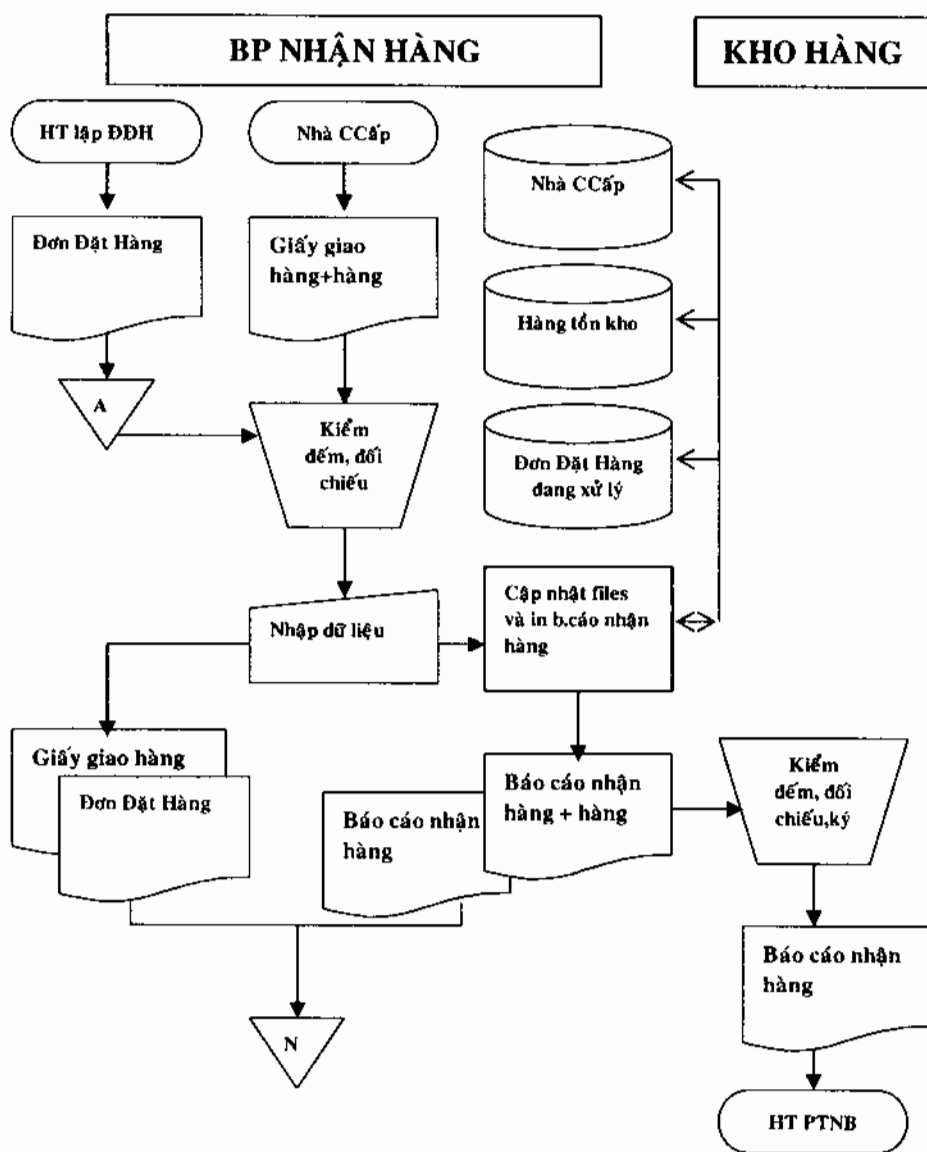 BP NHẬN HÀNG
KHO HÀNG
HT lập ĐĐH
Nhà CCấp
Nhà CCấp
Đơn Đặt Hàng
Giấy giao
hàng+hàng
Hàng tồn kho
A
Kiểm
đếm, đối
chiếu
Đơn Đặt Hàng
đang xử lý
Nhập dữ liệu
Cập nhật files
và in b.cáo nhận
hàng
Giấy giao hàng
Đơn Đặt Hàng
Báo cáo nhận
hàng
Báo cáo nhận
hàng + hàng
Kiểm
đếm, đối
chiếu,ký
Báo cáo nhận
hàng
N
HT PTNB